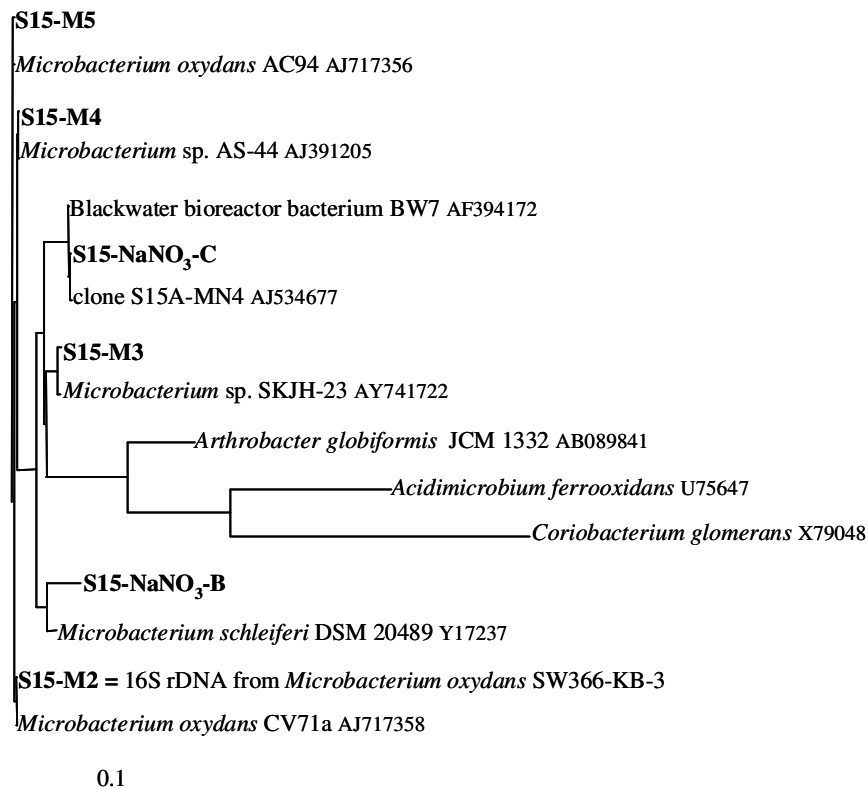 S15-M5
Microbacterium oxydans AC94 AJ717356
S15-M4
Microbacterium sp. AS-44 AJ391205
Blackwater bioreactor bacterium BW7 AF394172
S15-NaNO₃-C
clone S15A-MN4 AJ534677
S15-M3
Microbacterium sp. SKJH-23 AY741722
Arthrobacter globiformis JCM 1332 AB089841
Acidimicrobium ferrooxidans U75647
Coriobacterium glomerans X79048
S15-NaNO₃-B
Microbacterium schleiferi DSM 20489 Y17237
S15-M2 = 16S rDNA from Microbacterium oxydans SW366-KB-3
Microbacterium oxydans CV71a AJ717358
0.1